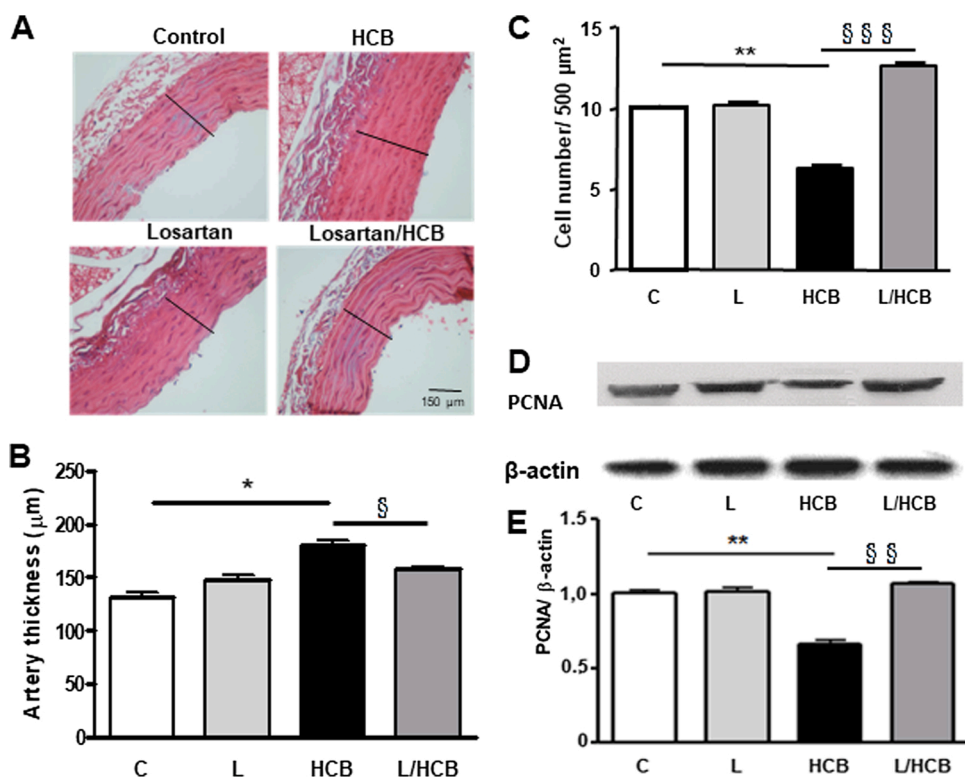 A
Control
HCB
Losartan
Losartan/HCB
150 μm
B
Artery thickness (μm)
250
200
150
100
50
0
*
§
C
L
HCB
L/HCB
C
Cell number/ 500 μm²
15
10
5
0
**
§ § §
C
L
HCB
L/HCB
D
PCNA
β-actin
C
L
HCB
L/HCB
E
PCNA/ β-actin
1.5
1,0
0.5
0.0
**
§ §
C
L
HCB
L/HCB